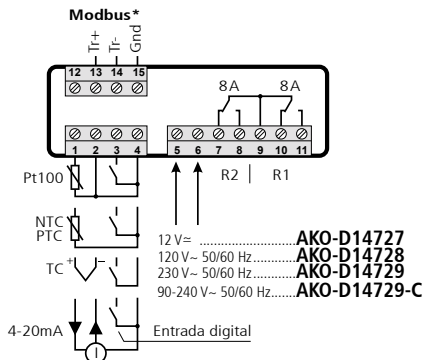 Modbus*
Tr+ Tr- Gnd
12 13 14 15
8A 8A
1 2 3 4 5 6 7 8 9 10 11
Pt100
R2 | R1
NTC
PTC
12 V≂ ..................... AKO-D14727
120 V~ 50/60 Hz............AKO-D14728
230 V~ 50/60 Hz............AKO-D14729
90-240 V~ 50/60 Hz.......AKO-D14729-C
TC + -
4-20mA
Entrada digital
I